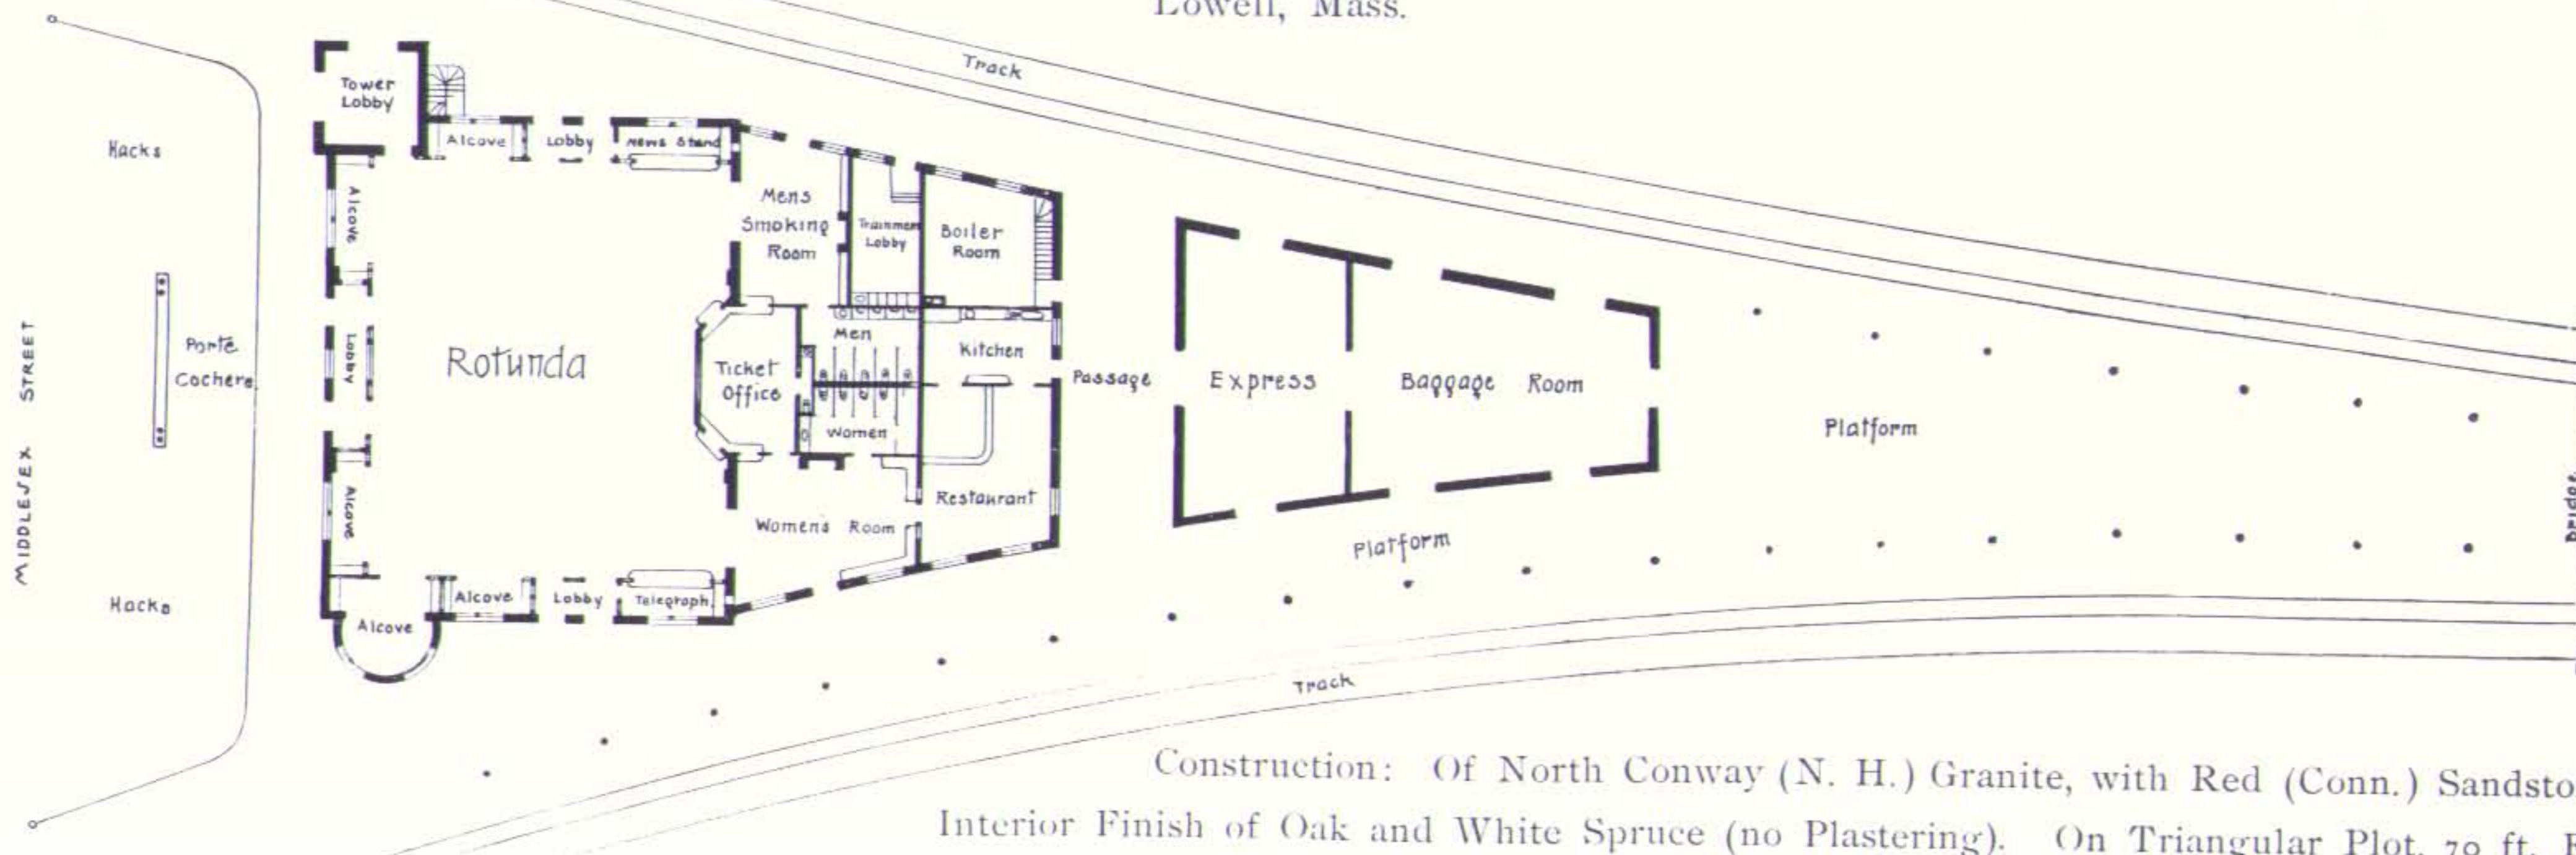 Lowell, Mass.
Track
Tower
Lobby
Hacks
Alcove
Lobby
News Stand
Alcove
Mens
Smoking
Room
Trainmen
Lobby
Boiler
Room
MIDDLESEX STREET
Porte
Cochere
Lobby
Rotunda
Ticket
Office
Men
Kitchen
Passage
Express
Baggage Room
Platform
Women
Alcove
Women's Room
Restaurant
Platform
Bridge
Hacks
Alcove
Alcove
Lobby
Telegraph
Track
Construction: Of North Conway (N. H.) Granite, with Red (Conn.) Sandsto
Interior Finish of Oak and White Spruce (no Plastering). On Triangular Plot, 70 ft.